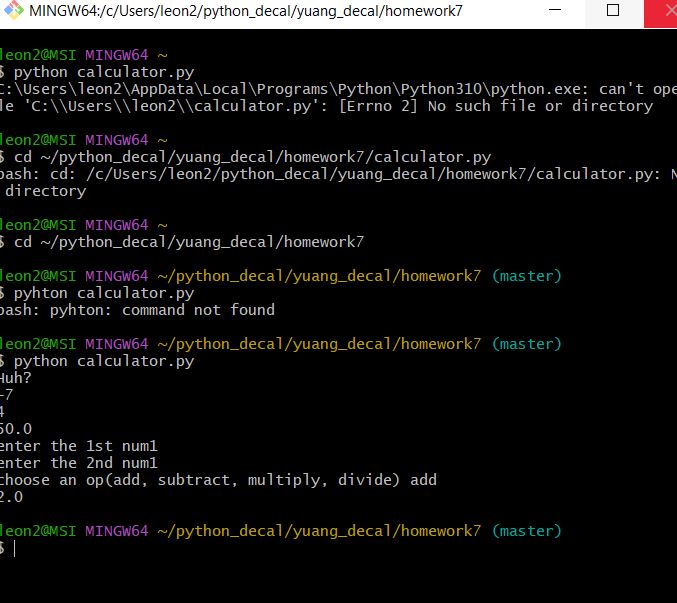 MINGW64:/c/Users/leon2/python_decal/yuang_decal/homework7
leon2@MSI MINGW64 ~
$ python calculator.py
C:\Users\leon2\AppData\Local\Programs\Python\Python310\python.exe: can't ope
le 'C:\\Users\\leon2\\calculator.py': [Errno 2] No such file or directory
leon2@MSI MINGW64 ~
$ cd ~/python_decal/yuang_decal/homework7/calculator.py
bash: cd: /c/Users/leon2/python_decal/yuang_decal/homework7/calculator.py: N
directory
leon2@MSI MINGW64 ~
$ cd ~/python_decal/yuang_decal/homework7
leon2@MSI MINGW64 ~/python_decal/yuang_decal/homework7 (master)
$ pyhton calculator.py
bash: pyhton: command not found
leon2@MSI MINGW64 ~/python_decal/yuang_decal/homework7 (master)
$ python calculator.py
Huh?
-7
4
50.0
enter the 1st num1
enter the 2nd num1
choose an op(add, subtract, multiply, divide) add
2.0
leon2@MSI MINGW64 ~/python_decal/yuang_decal/homework7 (master)
$